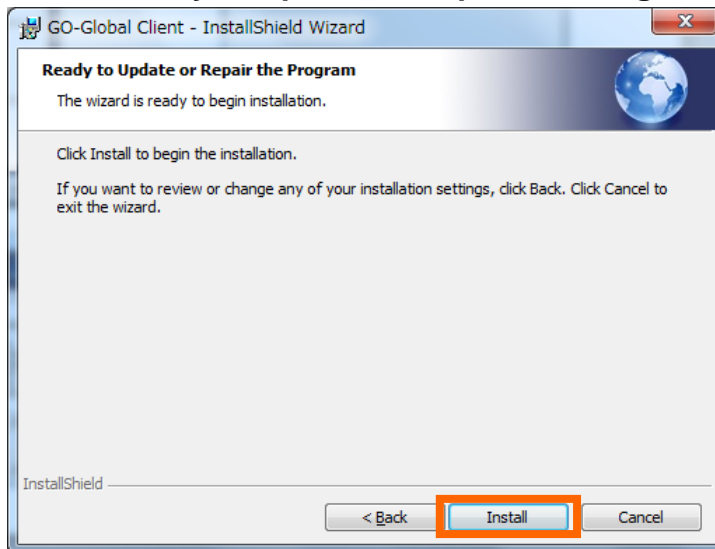 GO-Global Client - InstallShield Wizard
Ready to Update or Repair the Program
The wizard is ready to begin installation.
Click Install to begin the installation.
If you want to review or change any of your installation settings, click Back. Click Cancel to
exit the wizard.
InstallShield
< Back Install Cancel